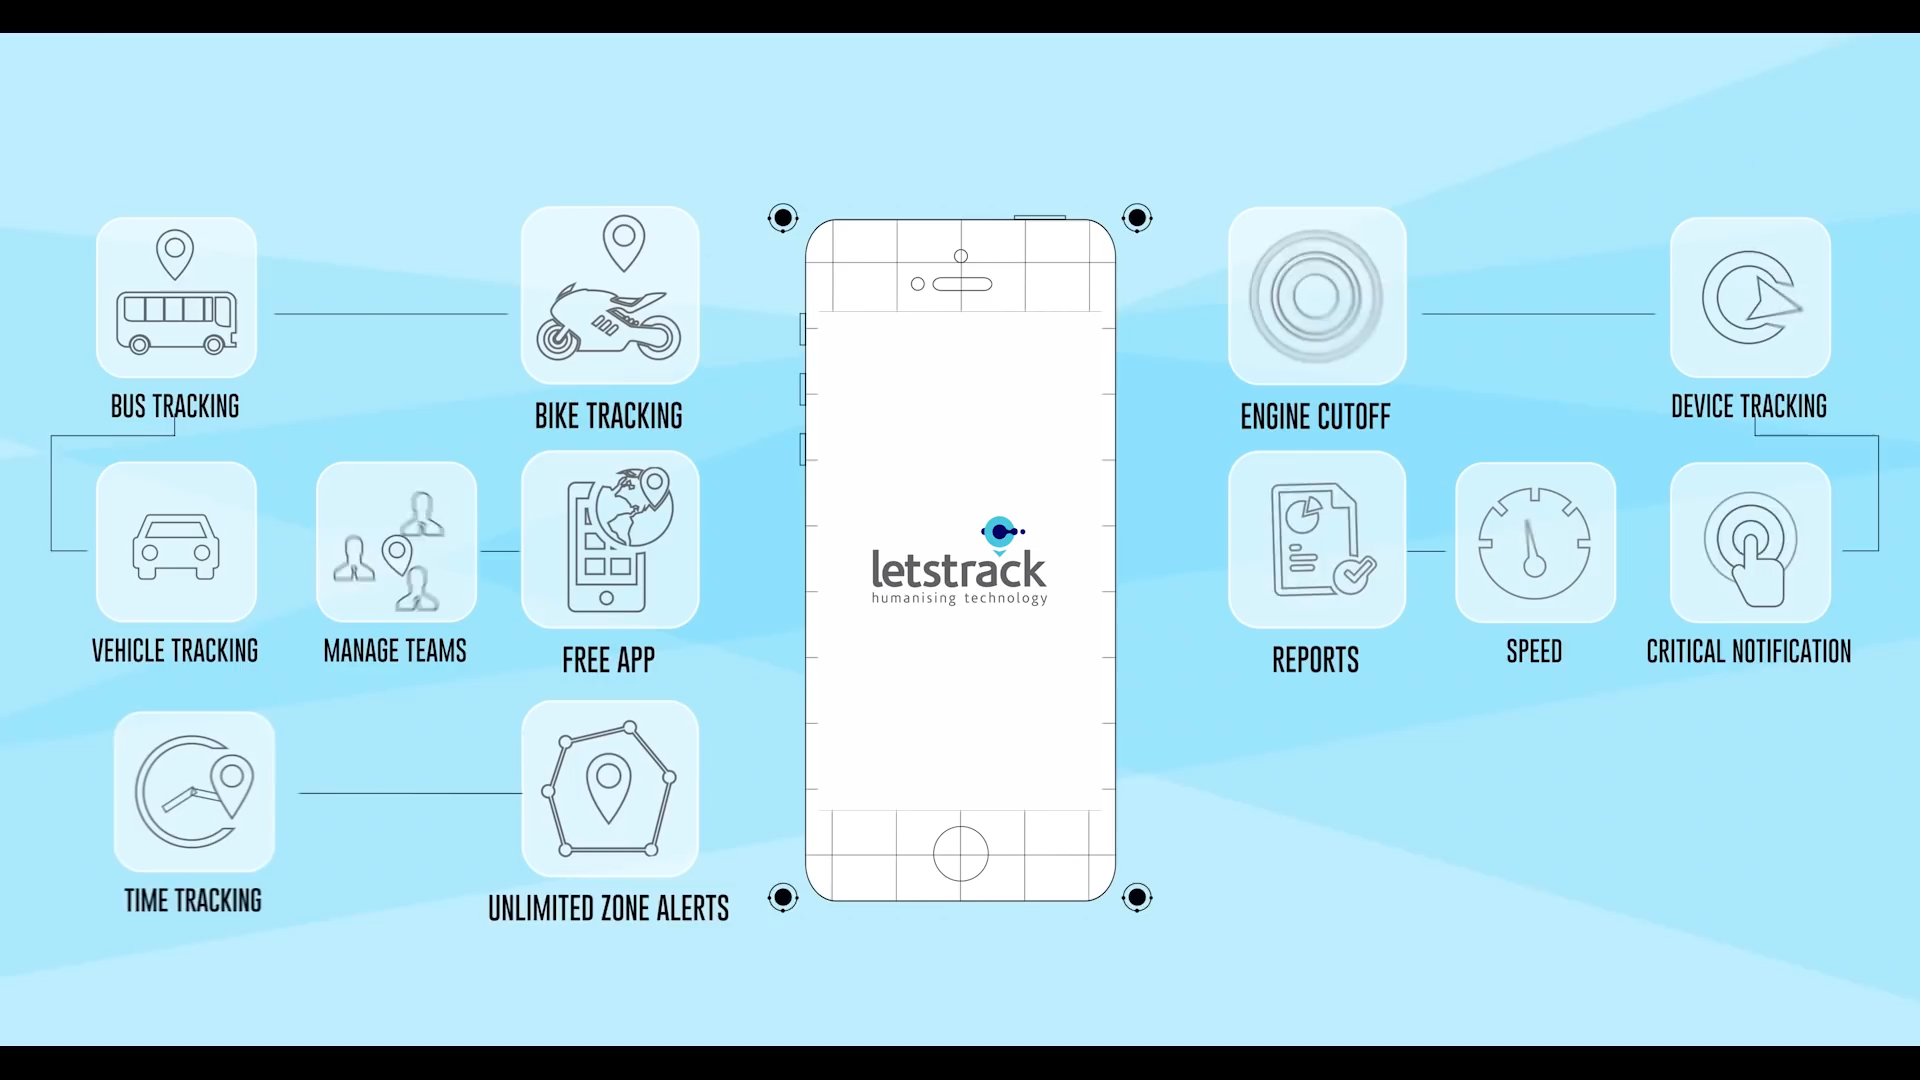 BUS TRACKING
BIKE TRACKING
ENGINE CUTOFF
DEVICE TRACKING
letstrack
humanising technology
VEHICLE TRACKING
MANAGE TEAMS
FREE APP
REPORTS
SPEED
CRITICAL NOTIFICATION
TIME TRACKING
UNLIMITED ZONE ALERTS